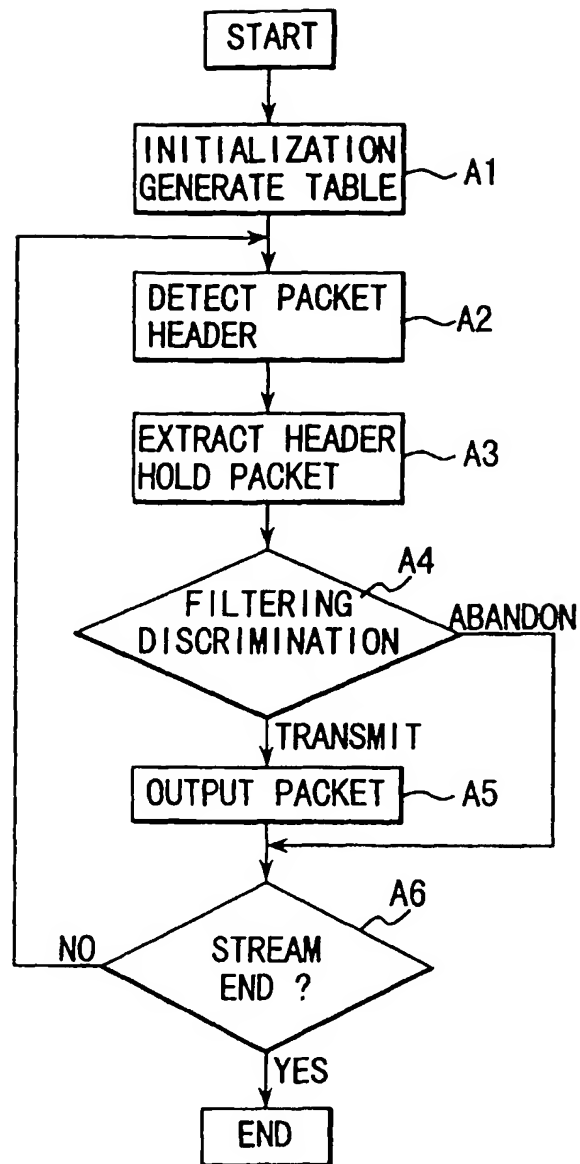 START
INITIALIZATION
GENERATE TABLE
A1
DETECT PACKET
HEADER
A2
EXTRACT HEADER
HOLD PACKET
A3
A4
FILTERING
DISCRIMINATION
ABANDON
TRANSMIT
OUTPUT PACKET
A5
A6
NO
STREAM
END ?
YES
END